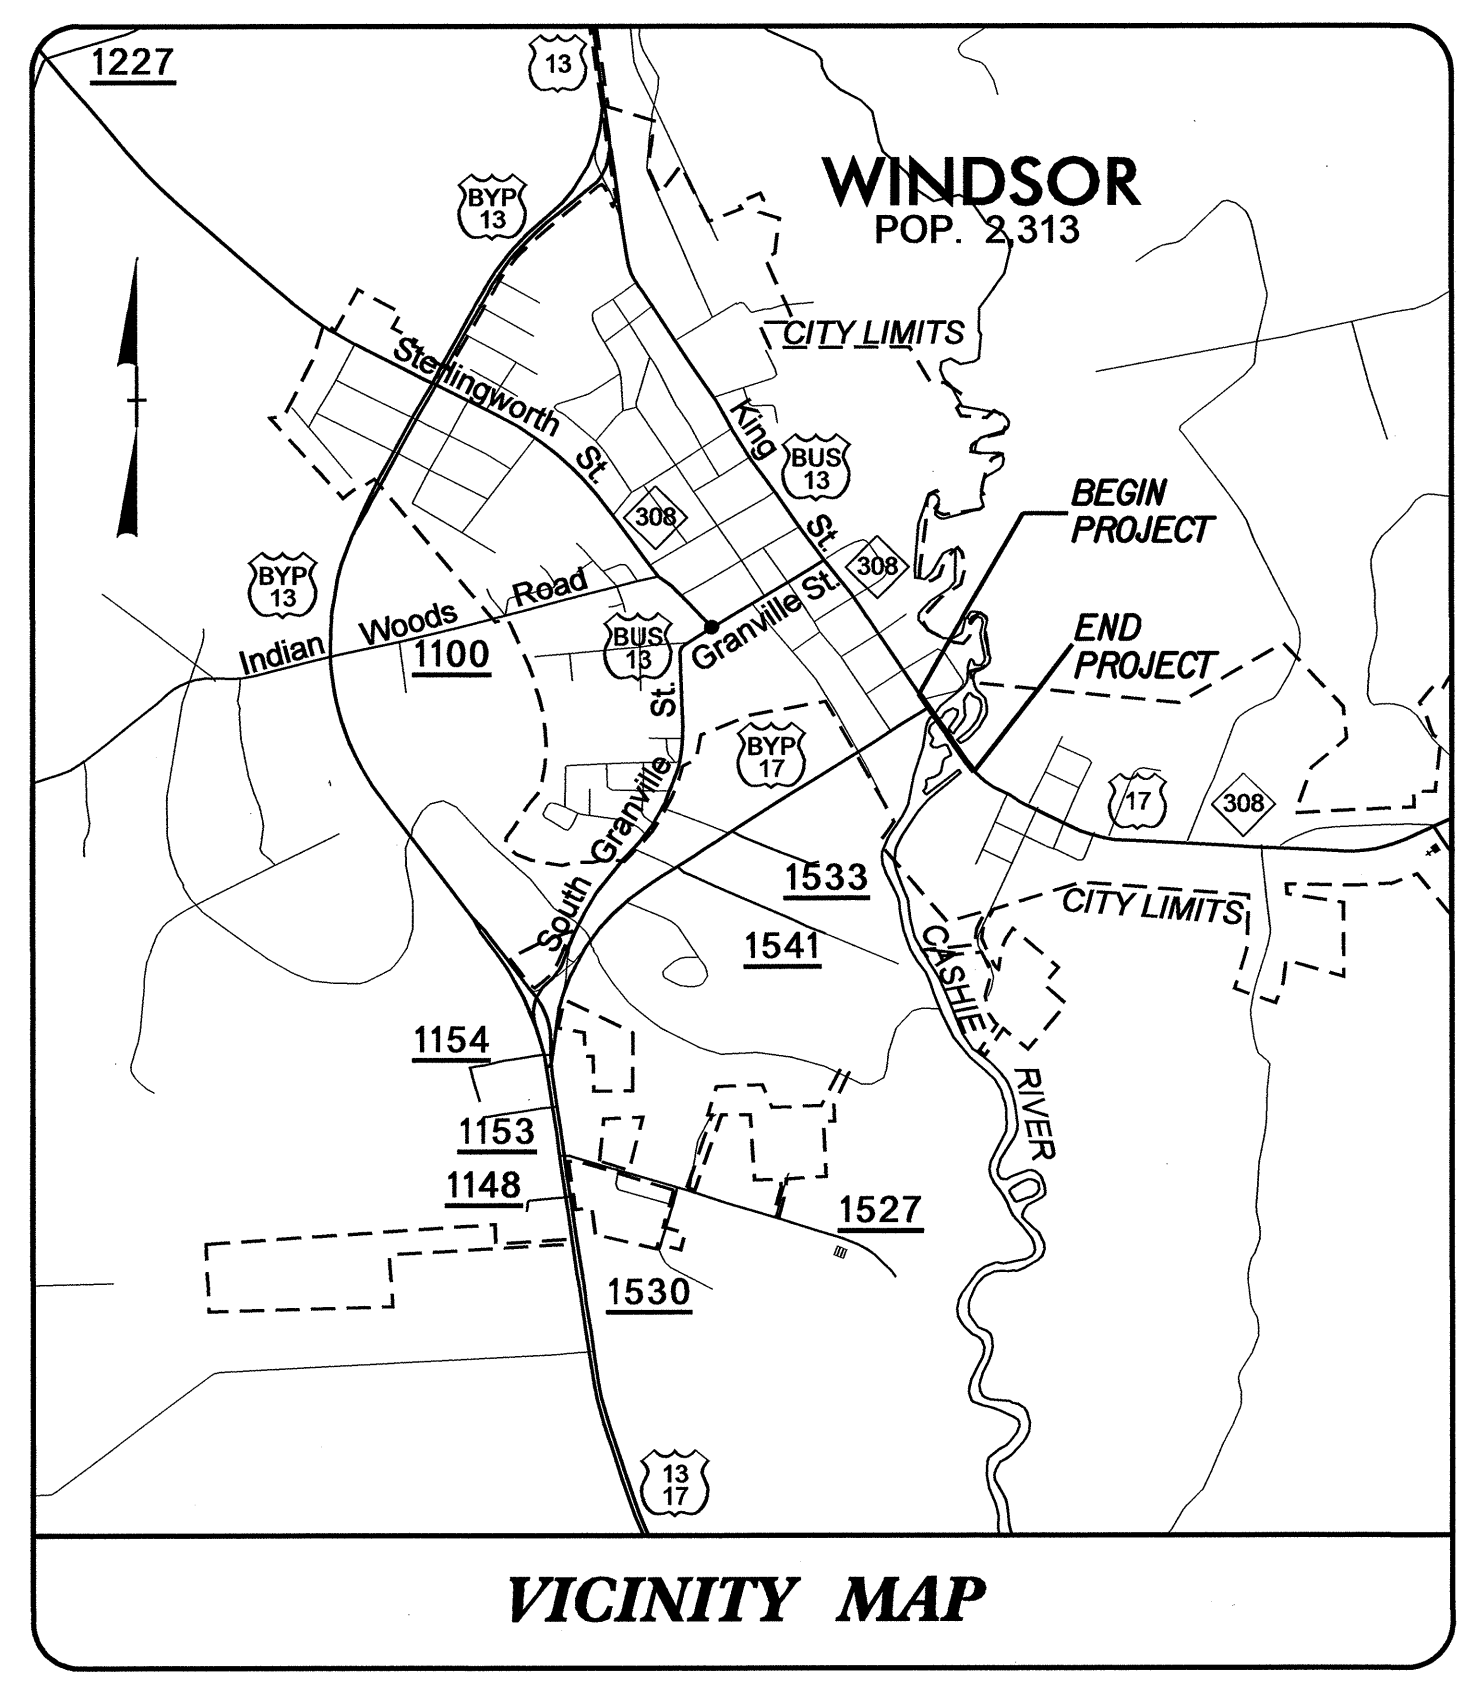 1227
13
WINDSOR
POP. 2,313
BYP
13
CITY LIMITS
Sterlingworth St.
King St.
BUS
13
BEGIN
PROJECT
308
308
BYP
13
Indian Woods Road
1100
BUS
13
Granville St.
END
PROJECT
South Granville St.
BYP
17
17
308
1533
CITY LIMITS
1541
CASHIE RIVER
1154
1153
1148
1527
1530
13
17
VICINITY MAP